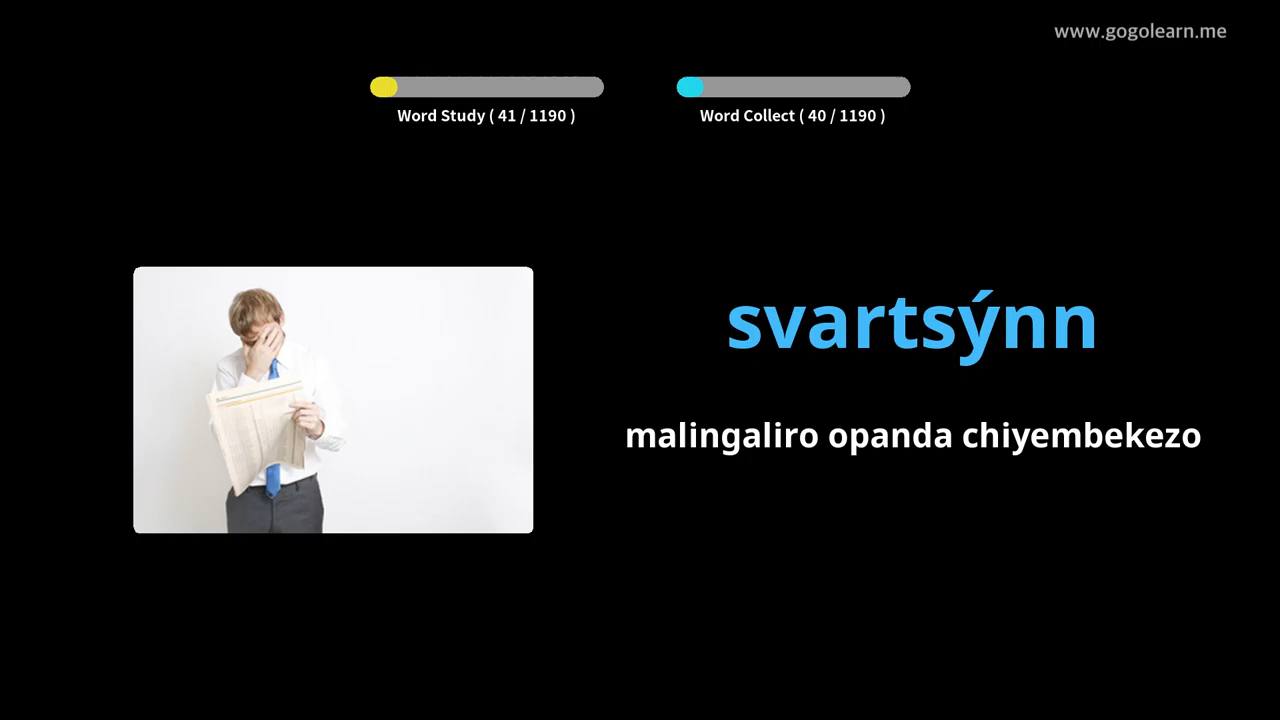 www.gogolearn.me
Word Study ( 41 / 1190 )
Word Collect ( 40 / 1190 )
svartsýnn
malingaliro opanda chiyembekezo